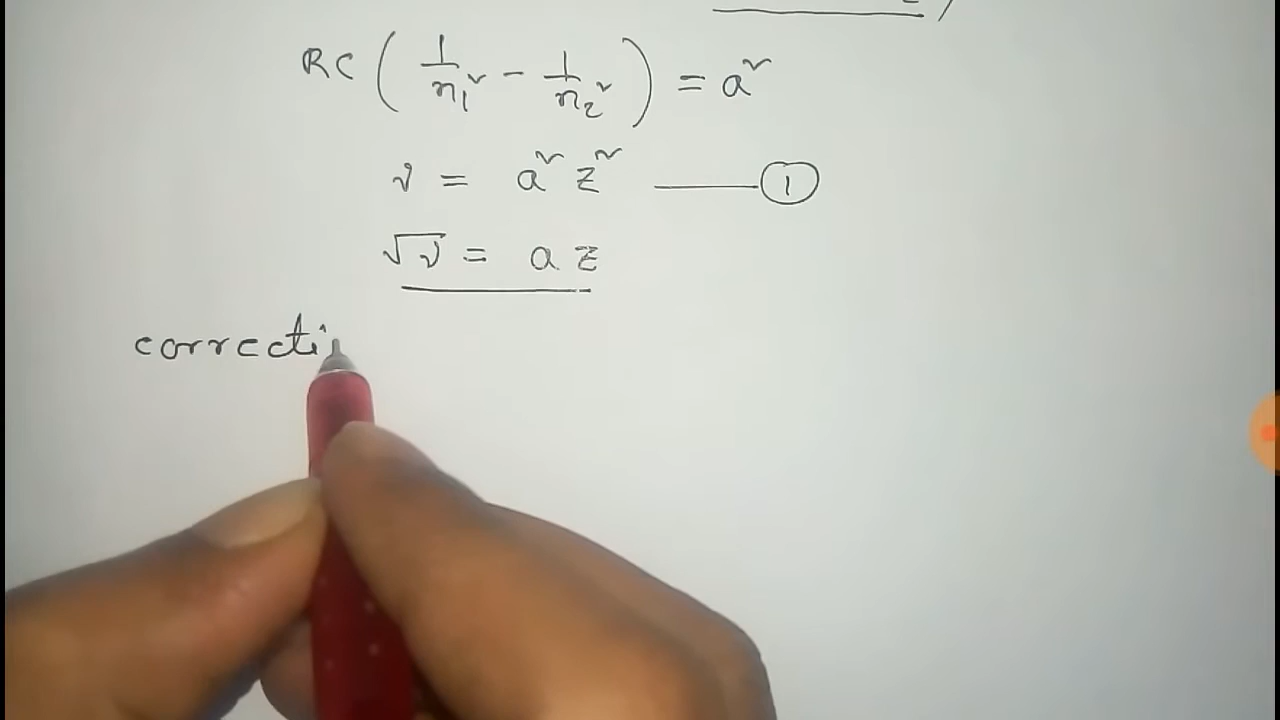 RC ( 1/n₁² - 1/n₂² ) = a²
ν = a² z² —— ①
√ν = a z
correcti